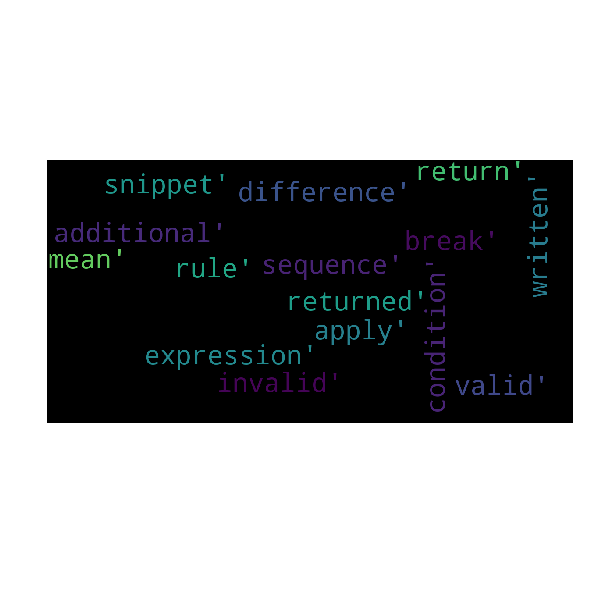 return'
snippet'
difference'
written'
additional'
break'
mean'
rule'
sequence'
condition'
returned'
apply'
expression'
invalid'
valid'